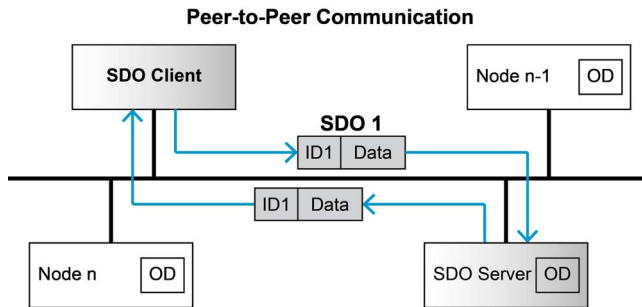 Peer-to-Peer Communication
SDO Client
Node n-1 OD
SDO 1
ID1 Data
ID1 Data
Node n OD
SDO Server OD